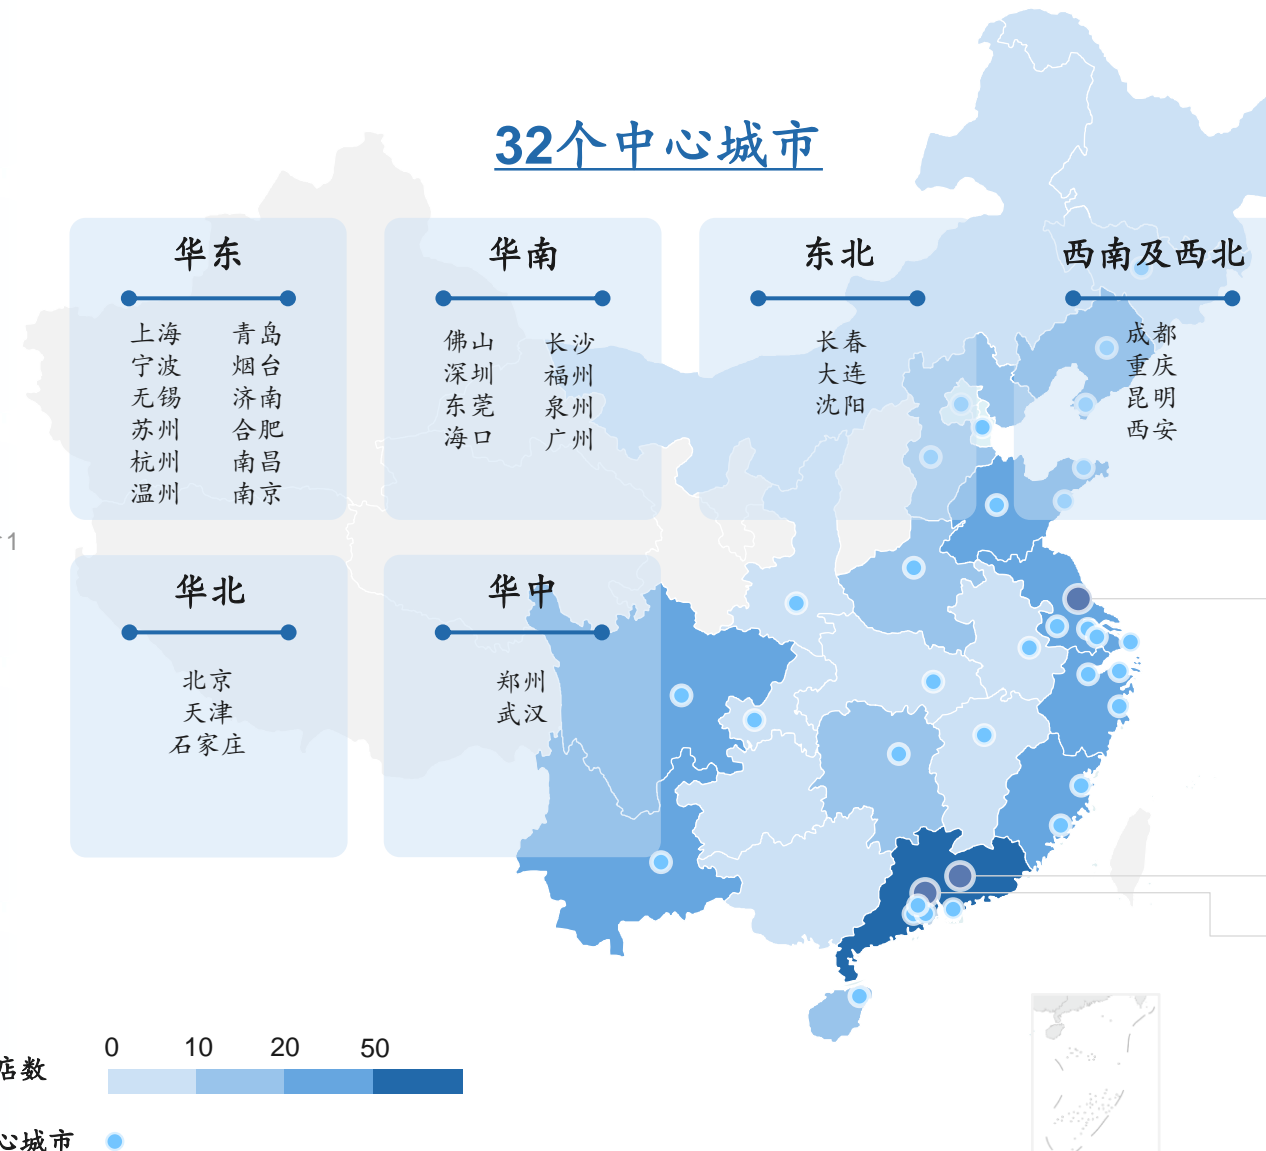 32个中心城市
华东
上海 青岛
宁波 烟台
无锡 济南
苏州 合肥
杭州 南昌
温州 南京
华南
佛山 长沙
深圳 福州
东莞 泉州
海口 广州
东北
长春
大连
沈阳
西南及西北
成都
重庆
昆明
西安
1
华北
北京
天津
石家庄
华中
郑州
武汉
0 10 20 50
店数
心城市